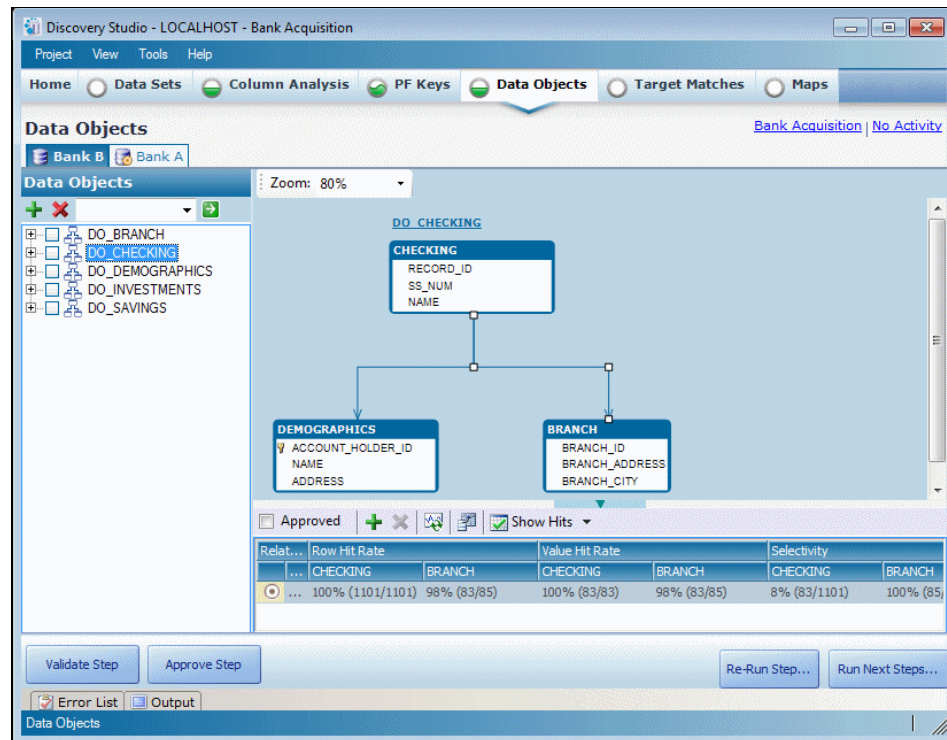 Discovery Studio - LOCALHOST - Bank Acquisition
Project View Tools Help
Home Data Sets Column Analysis PF Keys Data Objects Target Matches Maps
Data Objects
Bank Acquisition | No Activity
Bank B Bank A
Data Objects
Zoom: 80%
DO_BRANCH
DO_CHECKING
DO_DEMOGRAPHICS
DO_INVESTMENTS
DO_SAVINGS
DO_CHECKING
CHECKING
RECORD_ID
SS_NUM
NAME
DEMOGRAPHICS
ACCOUNT_HOLDER_ID
NAME
ADDRESS
BRANCH
BRANCH_ID
BRANCH_ADDRESS
BRANCH_CITY
Approved Show Hits
Relat... Row Hit Rate Value Hit Rate Selectivity
... CHECKING BRANCH CHECKING BRANCH CHECKING BRANCH
... 100% (1101/1101) 98% (83/85) 100% (83/83) 98% (83/85) 8% (83/1101) 100% (85/
Validate Step Approve Step Re-Run Step... Run Next Steps...
Error List Output
Data Objects